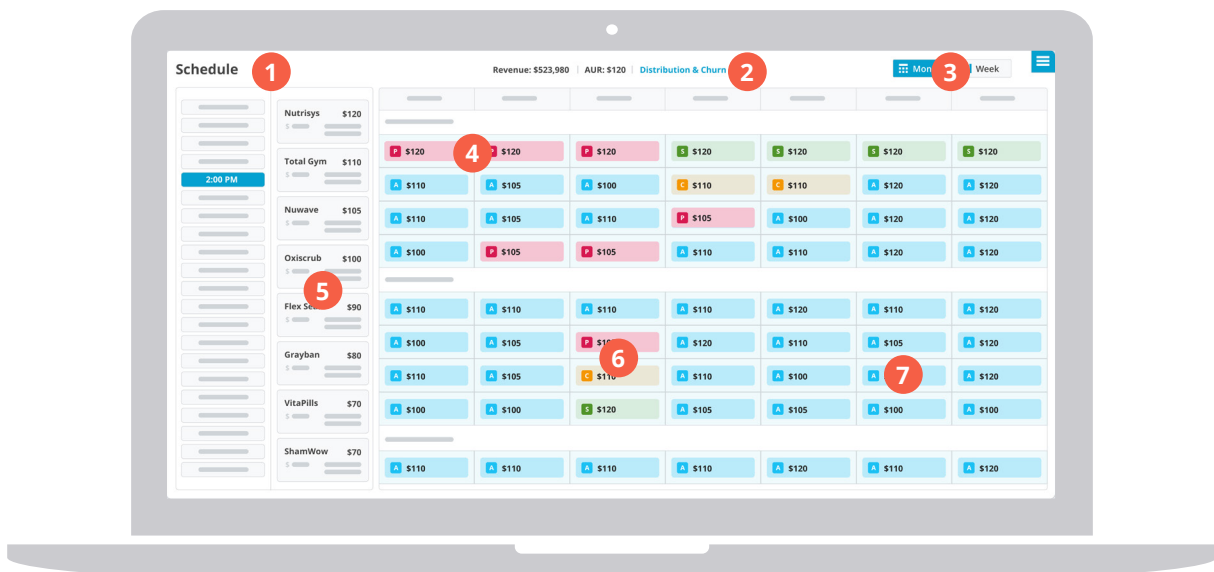 Schedule 1
Revenue: $523,980 | AUR: $120 | Distribution & Churn 2
3 Week
2:00 PM
Nutrisys $120
$
Total Gym $110
$
Nuwave $105
$
Oxiscrub $100
$
5
Flex $90
$
Grayban $80
$
VitaPills $70
$
ShamWow $70
$
P $120 4 P $120 P $120 S $120 S $120 S $120 S $120
A $110 A $105 A $100 C $110 C $110 A $120 A $120
A $110 A $105 A $110 P $105 A $100 A $120 A $120
A $100 P $105 P $105 A $110 A $110 A $120 A $120
A $110 A $110 A $110 A $110 A $120 A $110 A $120
A $100 A $105 P 6 A $120 A $110 A $105 A $120
A $110 A $105 C $110 A $110 A $100 A 7 A $120
A $100 A $100 S $120 A $105 A $105 A $100 A $100
A $110 A $110 A $110 A $110 A $120 A $110 A $120